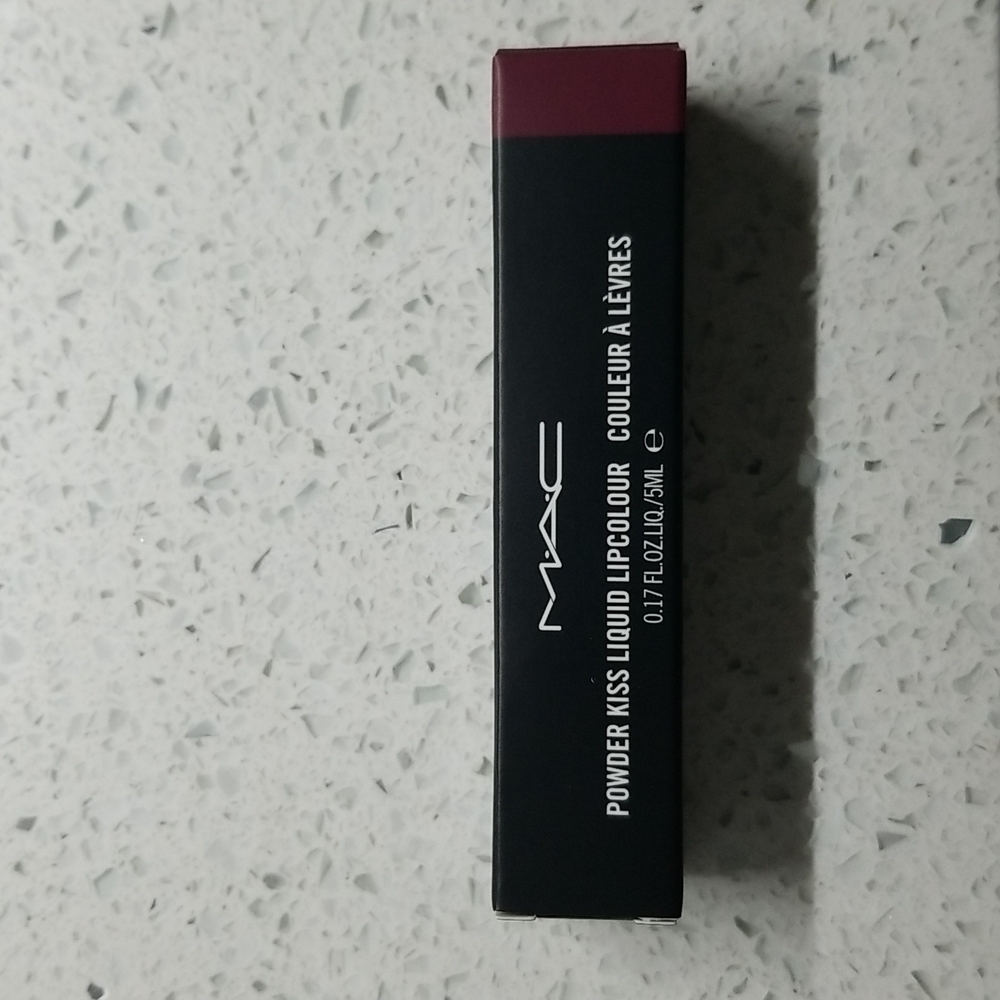 M·A·C
POWDER KISS LIQUID LIPCOLOUR COULEUR À LÈVRES
0.17 FL.OZ.LIQ./5ML ℮